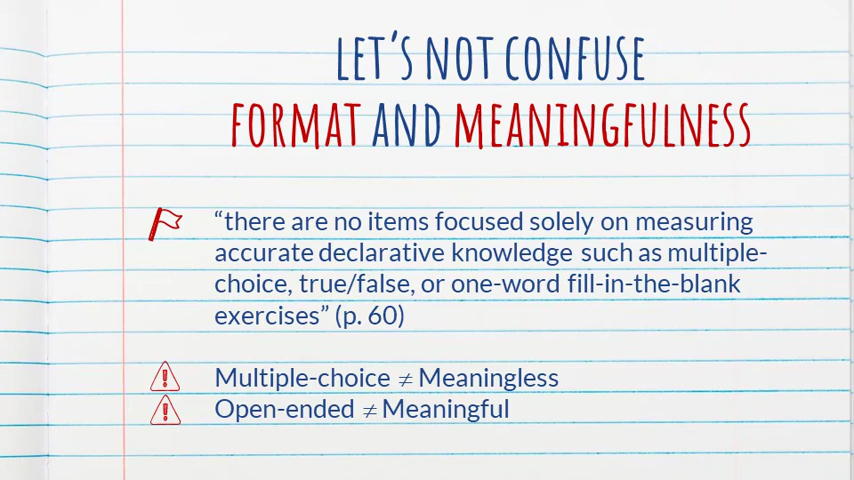 LET'S NOT CONFUSE
FORMAT AND MEANINGFULNESS
“there are no items focused solely on measuring
accurate declarative knowledge such as multiple-
choice, true/false, or one-word fill-in-the-blank
exercises” (p. 60)
Multiple-choice ≠ Meaningless
Open-ended ≠ Meaningful